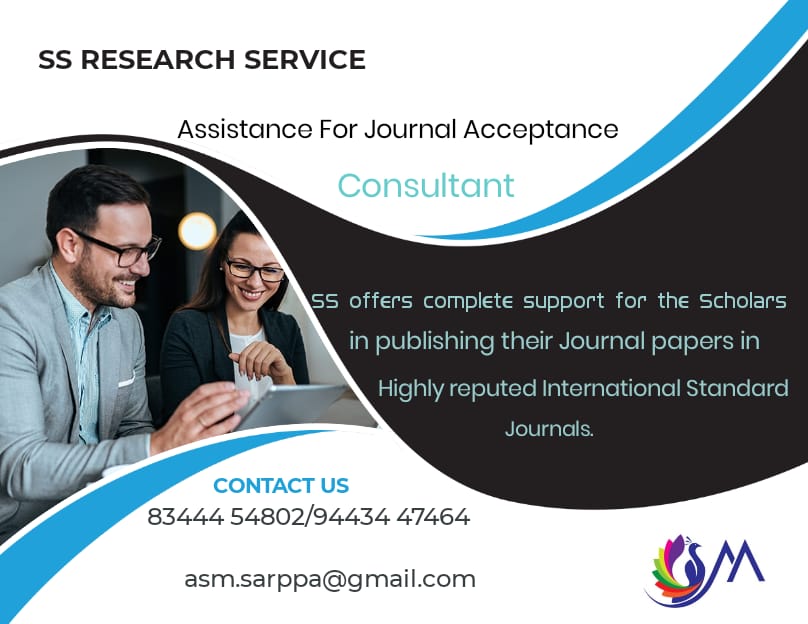 SS RESEARCH SERVICE
Assistance For Journal Acceptance
Consultant
SS offers complete support for the Scholars
in publishing their Journal papers in
Highly reputed International Standard
Journals.
CONTACT US
83444 54802/94434 47464
asm.sarppa@gmail.com
SM